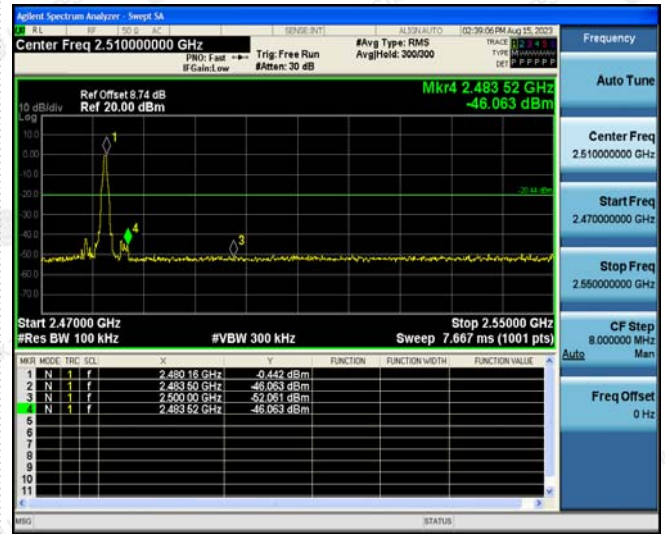 Agilent Spectrum Analyzer - Swept SA
RL RF 50 Ω AC SENSE:INT ALIGNAUTO 02:39:06 PM Aug 15, 2023
Center Freq 2.510000000 GHz
PNO: Fast
IFGain:Low
Trig: Free Run
#Atten: 30 dB
#Avg Type: RMS
Avg|Hold: 300/300
TRACE 1 2 3 4 5 6
TYPE
DET P P P P P P
Mkr4 2.483 52 GHz
-46.063 dBm
Ref Offset 8.74 dB
Ref 20.00 dBm
10 dB/div
Log
10.0
0.00
-10.0
-20.0
-30.0
-40.0
-50.0
-60.0
-70.0
1
4
3
-20.44 dBm
Start 2.47000 GHz
Stop 2.55000 GHz
#Res BW 100 kHz
#VBW 300 kHz
Sweep 7.667 ms (1001 pts)
MKR MODE TRC SCL X Y FUNCTION FUNCTION WIDTH FUNCTION VALUE
1 N 1 f 2.480 16 GHz -0.442 dBm
2 N 1 f 2.483 50 GHz -46.063 dBm
3 N 1 f 2.500 00 GHz -52.061 dBm
4 N 1 f 2.483 52 GHz -46.063 dBm
5
6
7
8
9
10
11
MSG
STATUS
Frequency
Auto Tune
Center Freq
2.510000000 GHz
Start Freq
2.470000000 GHz
Stop Freq
2.550000000 GHz
CF Step
8.000000 MHz
Auto Man
Freq Offset
0 Hz